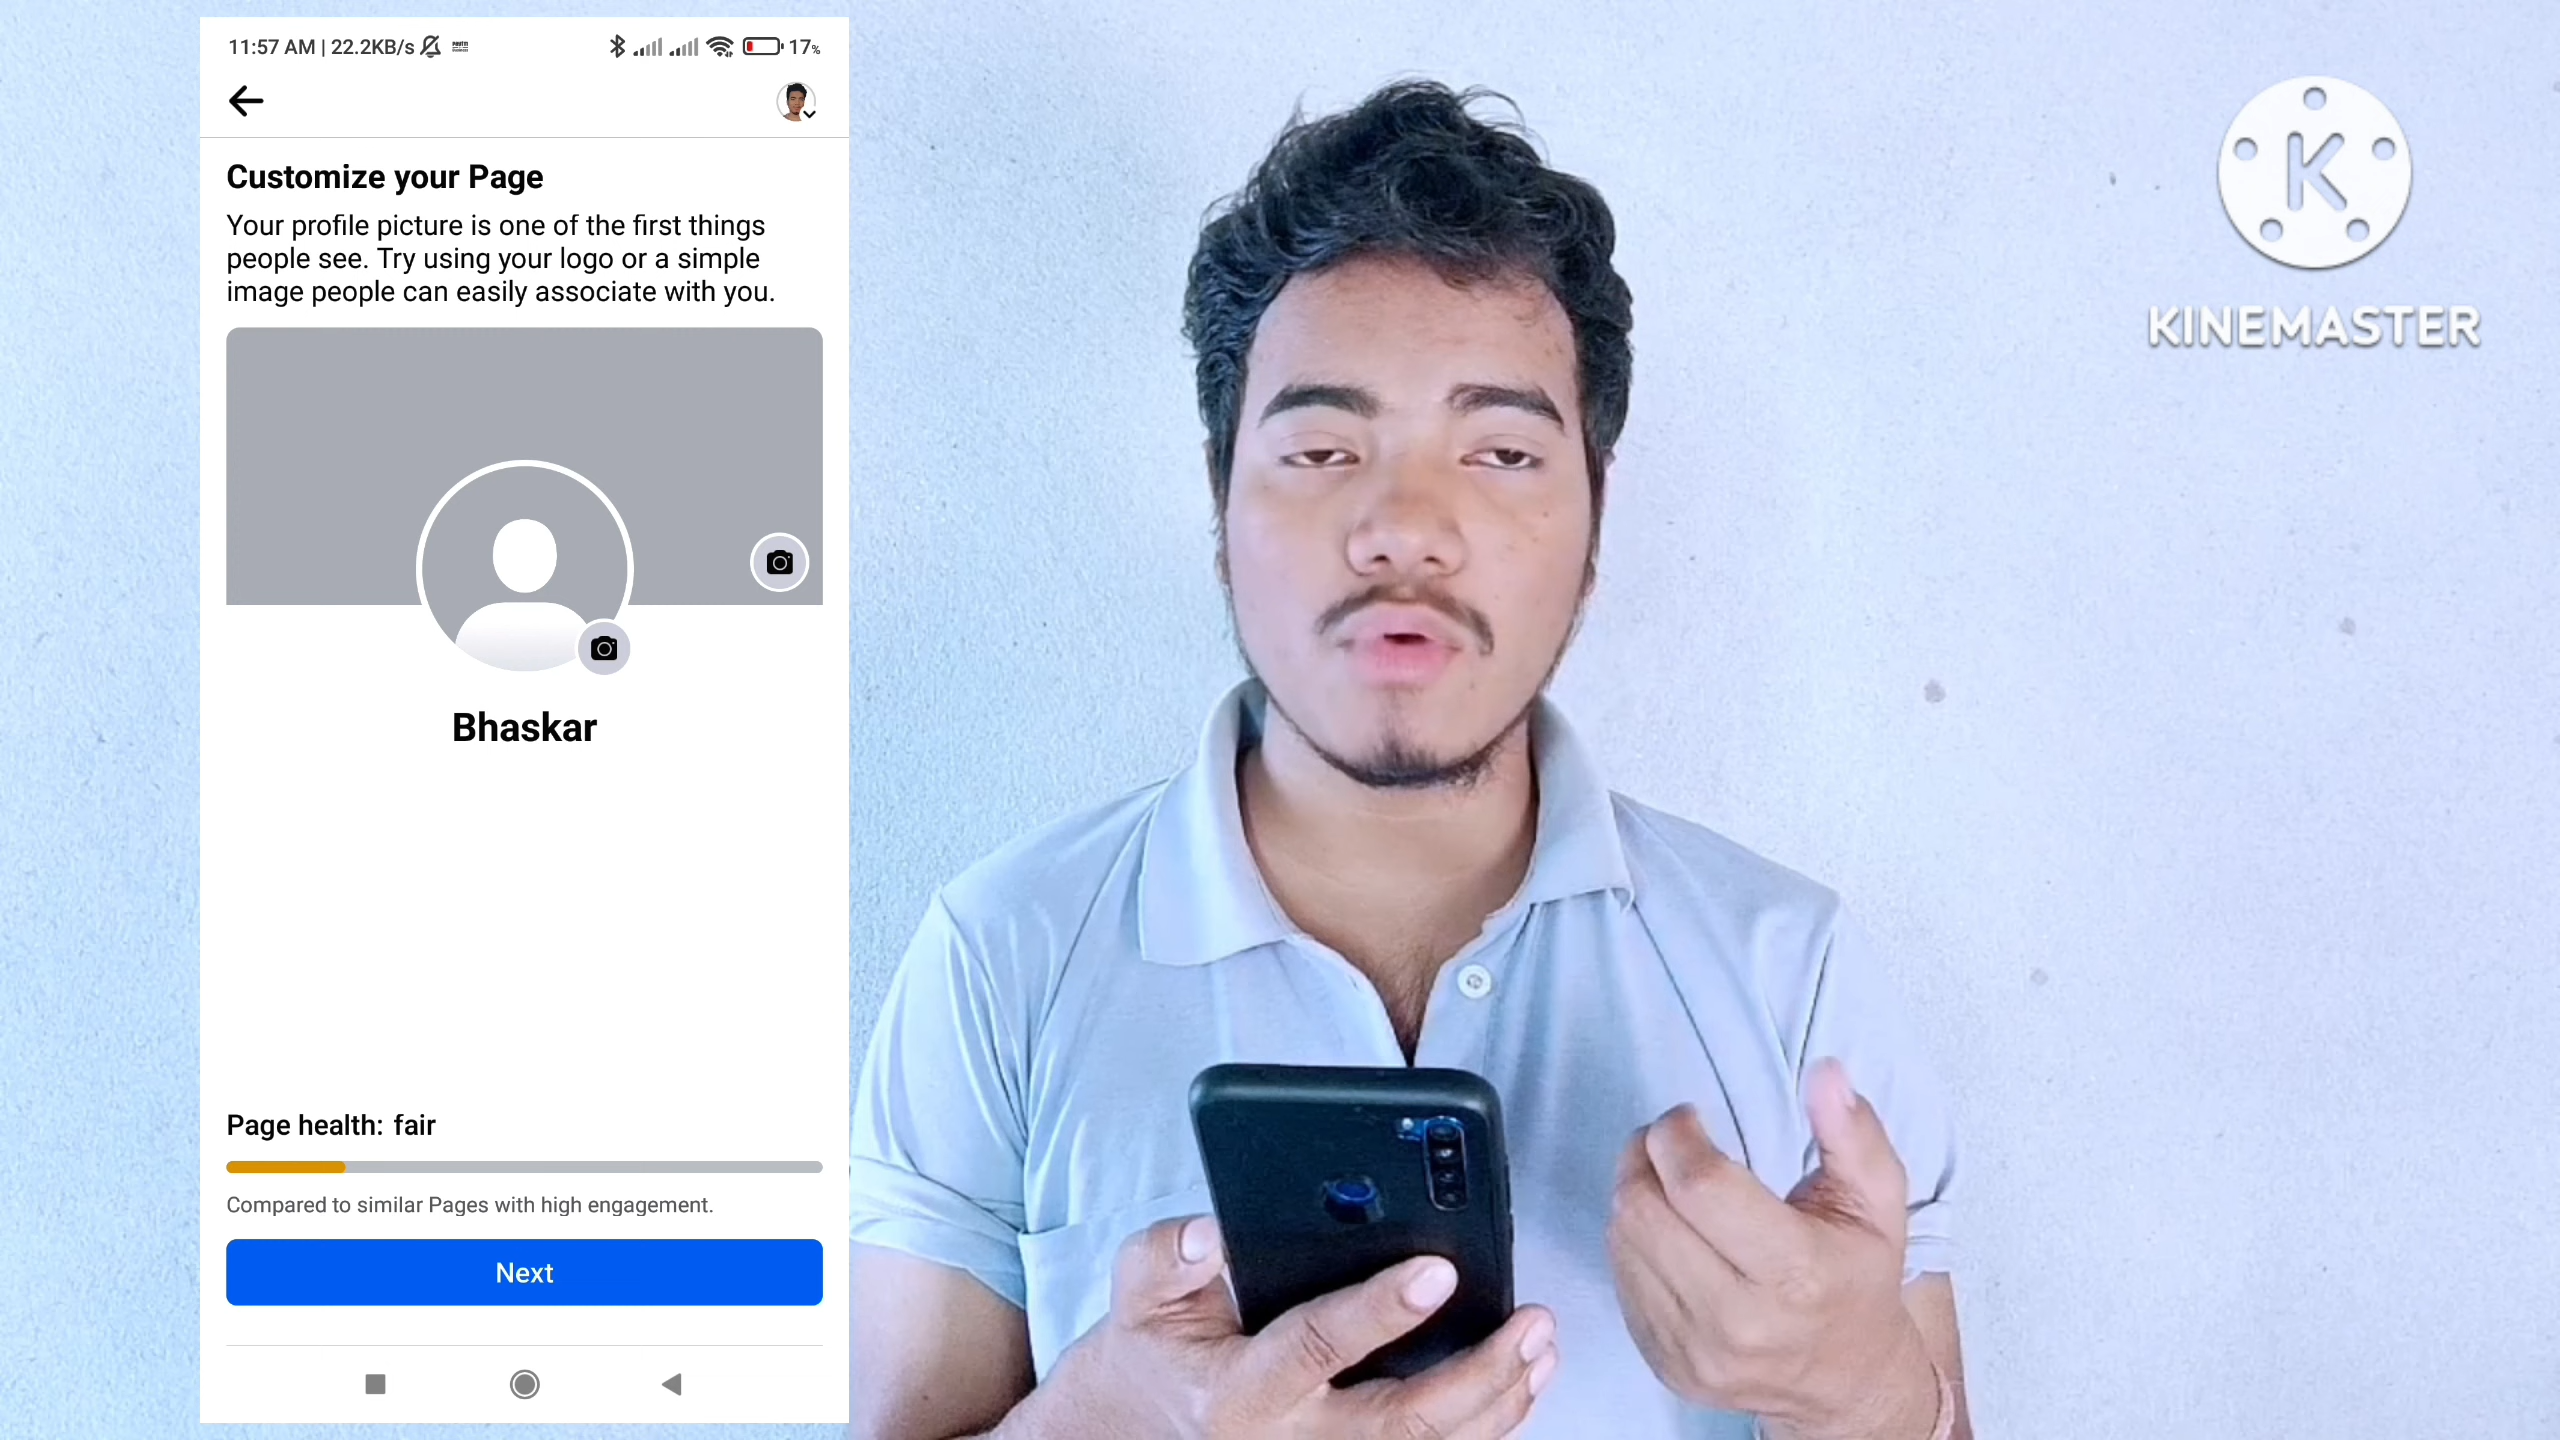 11:57 AM | 22.2KB/s
17%
Customize your Page
Your profile picture is one of the first things
people see. Try using your logo or a simple
image people can easily associate with you.
Bhaskar
Page health: fair
Compared to similar Pages with high engagement.
Next
K
KINEMASTER